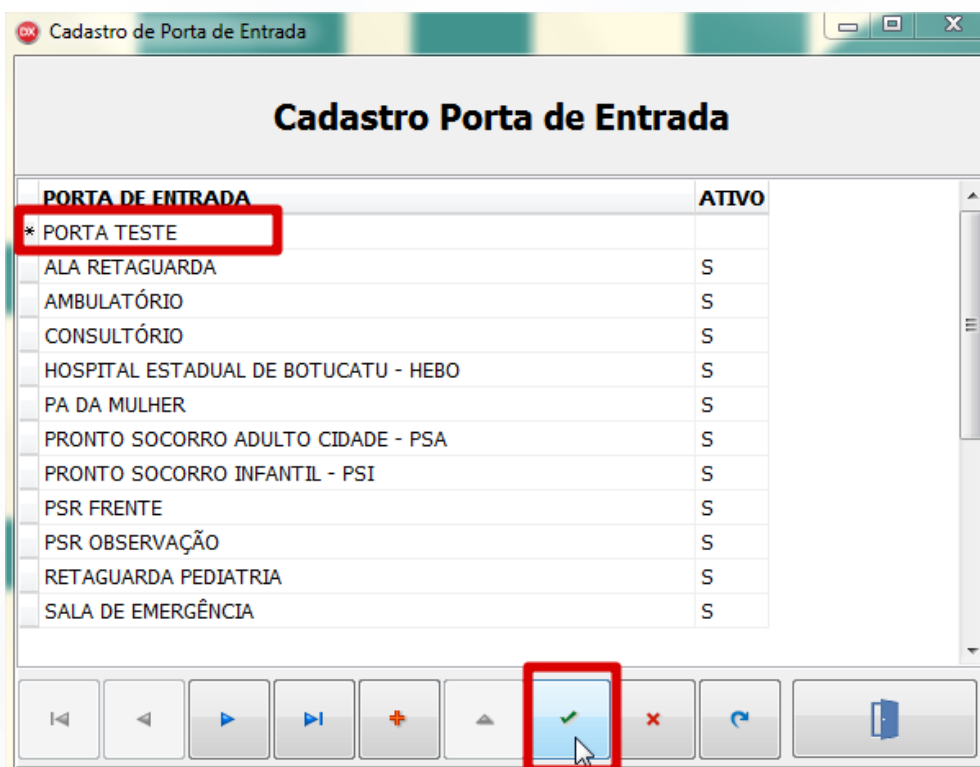 DX Cadastro de Porta de Entrada
Cadastro Porta de Entrada
PORTA DE ENTRADA ATIVO
* PORTA TESTE
ALA RETAGUARDA S
AMBULATÓRIO S
CONSULTÓRIO S
HOSPITAL ESTADUAL DE BOTUCATU - HEBO S
PA DA MULHER S
PRONTO SOCORRO ADULTO CIDADE - PSA S
PRONTO SOCORRO INFANTIL - PSI S
PSR FRENTE S
PSR OBSERVAÇÃO S
RETAGUARDA PEDIATRIA S
SALA DE EMERGÊNCIA S